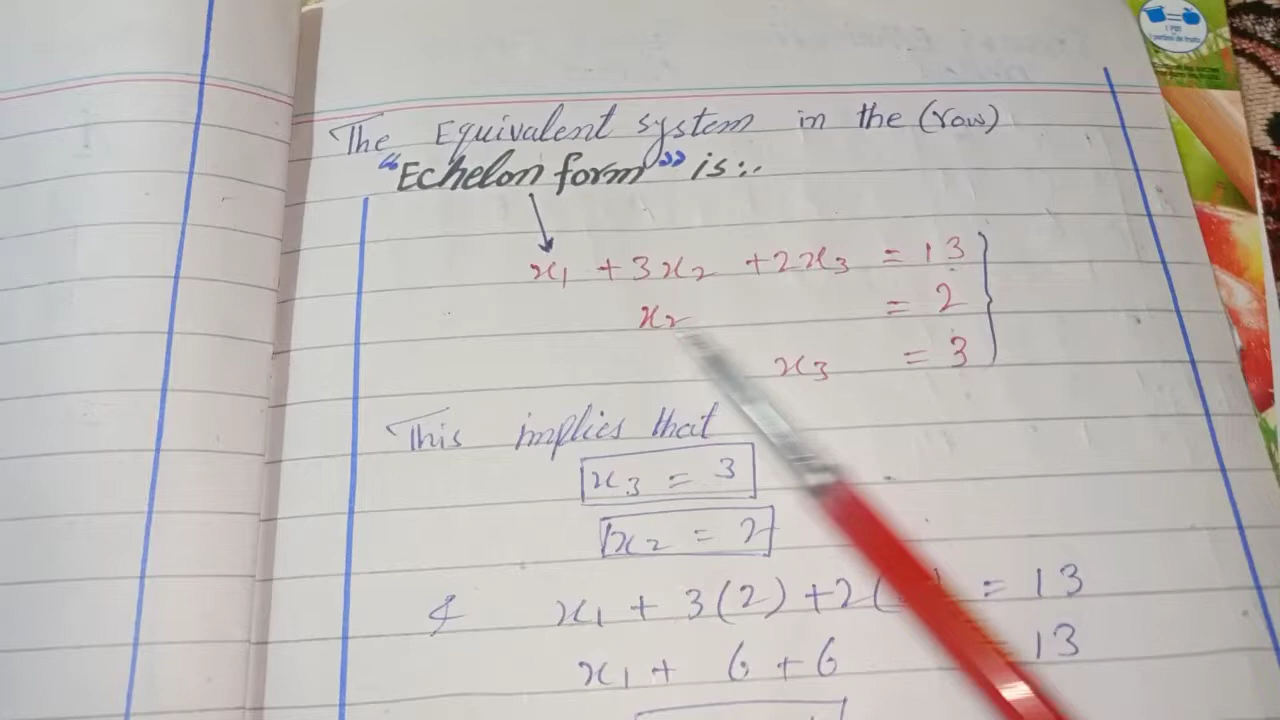 The Equivalent system in the (row)
"Echelon form" is:.
x₁ + 3x₂ + 2x₃ = 13
x₂ = 2
x₃ = 3
This implies that
x₃ = 3
x₂ = 2
& x₁ + 3(2) + 2( = 13
x₁ + 6 + 6 13